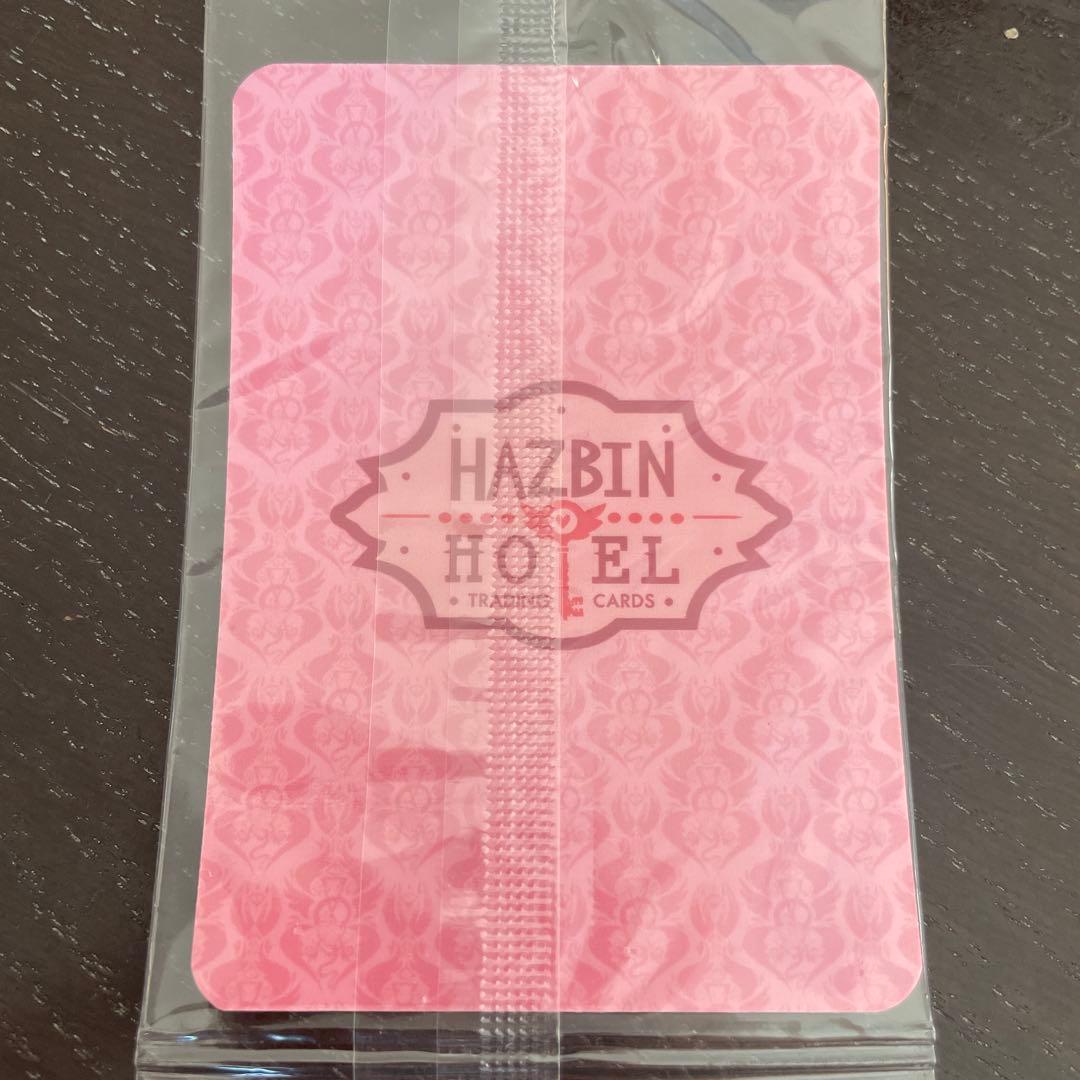 HAZBIN
HOTEL
• TRADING CARDS •